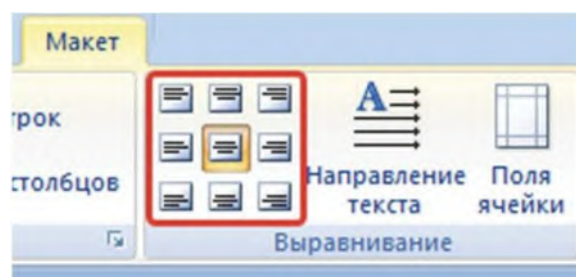 Макет
трок
столбцов
Направление текста
Поля ячейки
Выравнивание